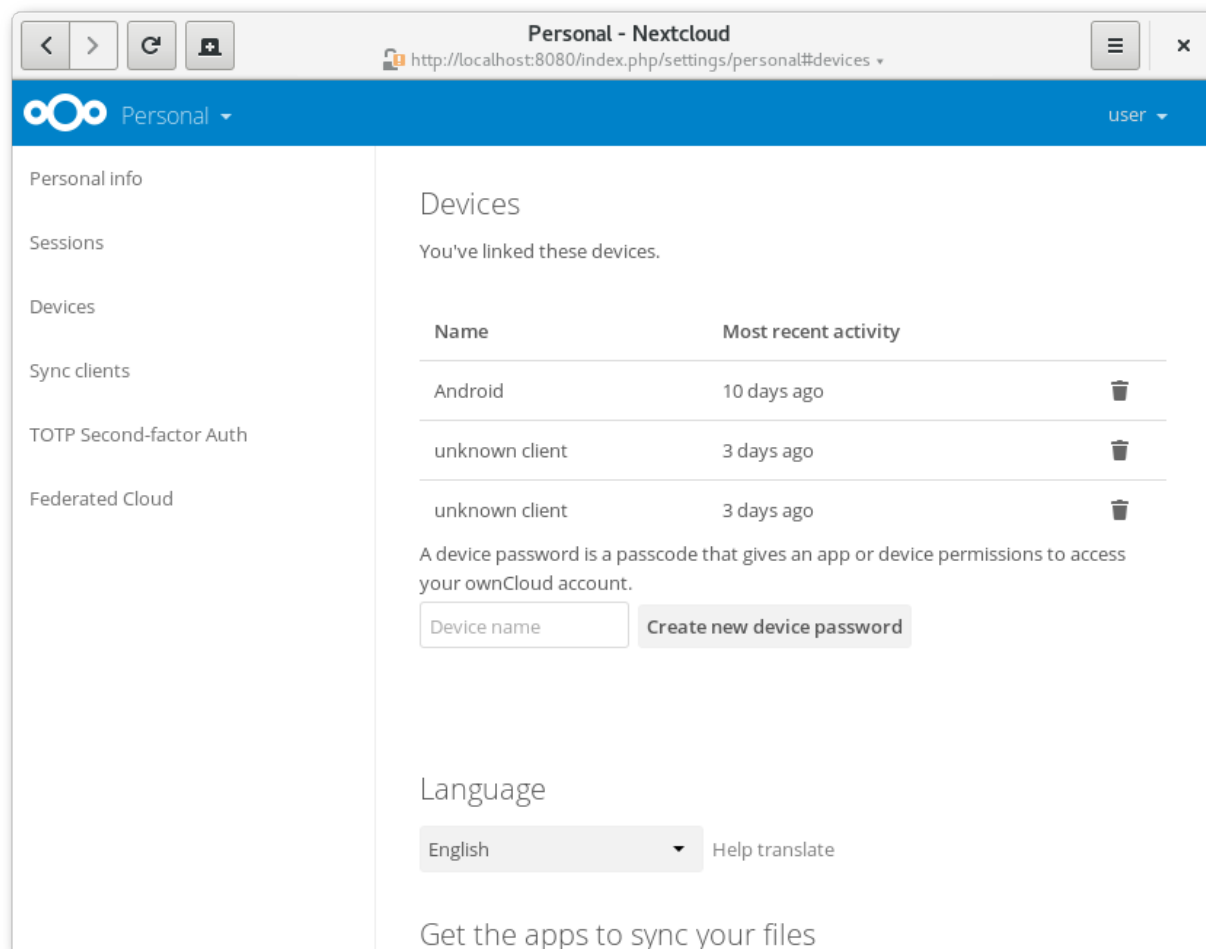 Personal - Nextcloud
http://localhost:8080/index.php/settings/personal#devices
Personal
user
Personal info
Sessions
Devices
Sync clients
TOTP Second-factor Auth
Federated Cloud
Devices
You've linked these devices.
Name Most recent activity
Android 10 days ago
unknown client 3 days ago
unknown client 3 days ago
A device password is a passcode that gives an app or device permissions to access
your ownCloud account.
Device name Create new device password
Language
English Help translate
Get the apps to sync your files